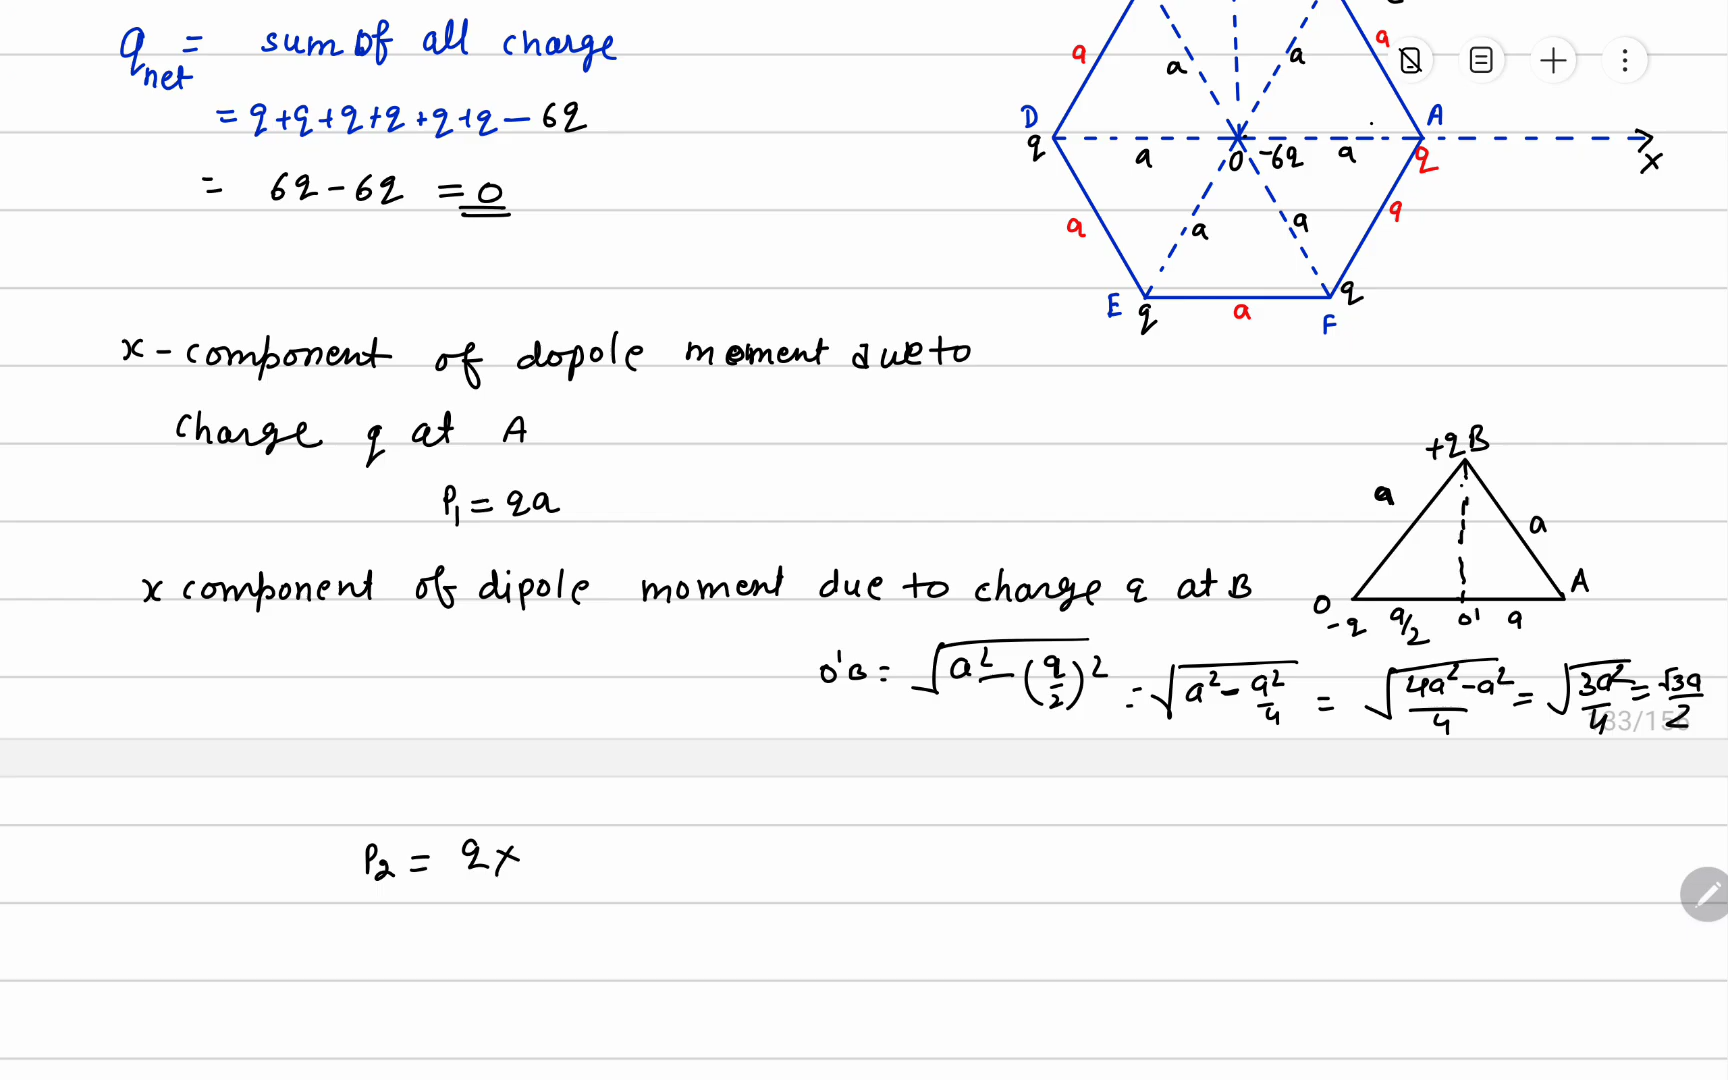 q_net = sum of all charge
= q+q+q+q+q+q - 6q
= 6q - 6q = 0
a
a
a
a
D
A
q
a
O
-6q
a
q
x
a
a
a
a
E
q
a
F
q
x - component of dopole moment due to
charge q at A
P₁ = qa
+q B
a
a
x component of dipole moment due to charge q at B
O
-q
a/2
O'
a
A
O'B = √(a² - (a/2)²) = √(a² - a²/4) = √((4a² - a²)/4) = √(3a²/4) = √3a/2
P₂ = q×